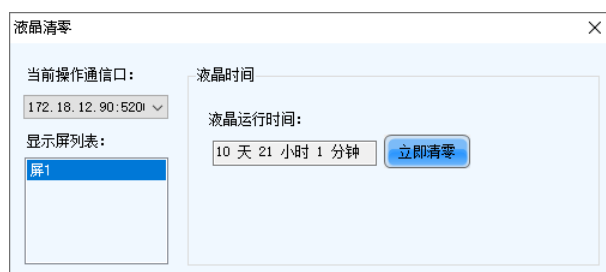 液晶清零
当前操作通信口：
172.18.12.90:520
显示屏列表：
屏1
液晶时间
液晶运行时间：
10 天 21 小时 1 分钟
立即清零